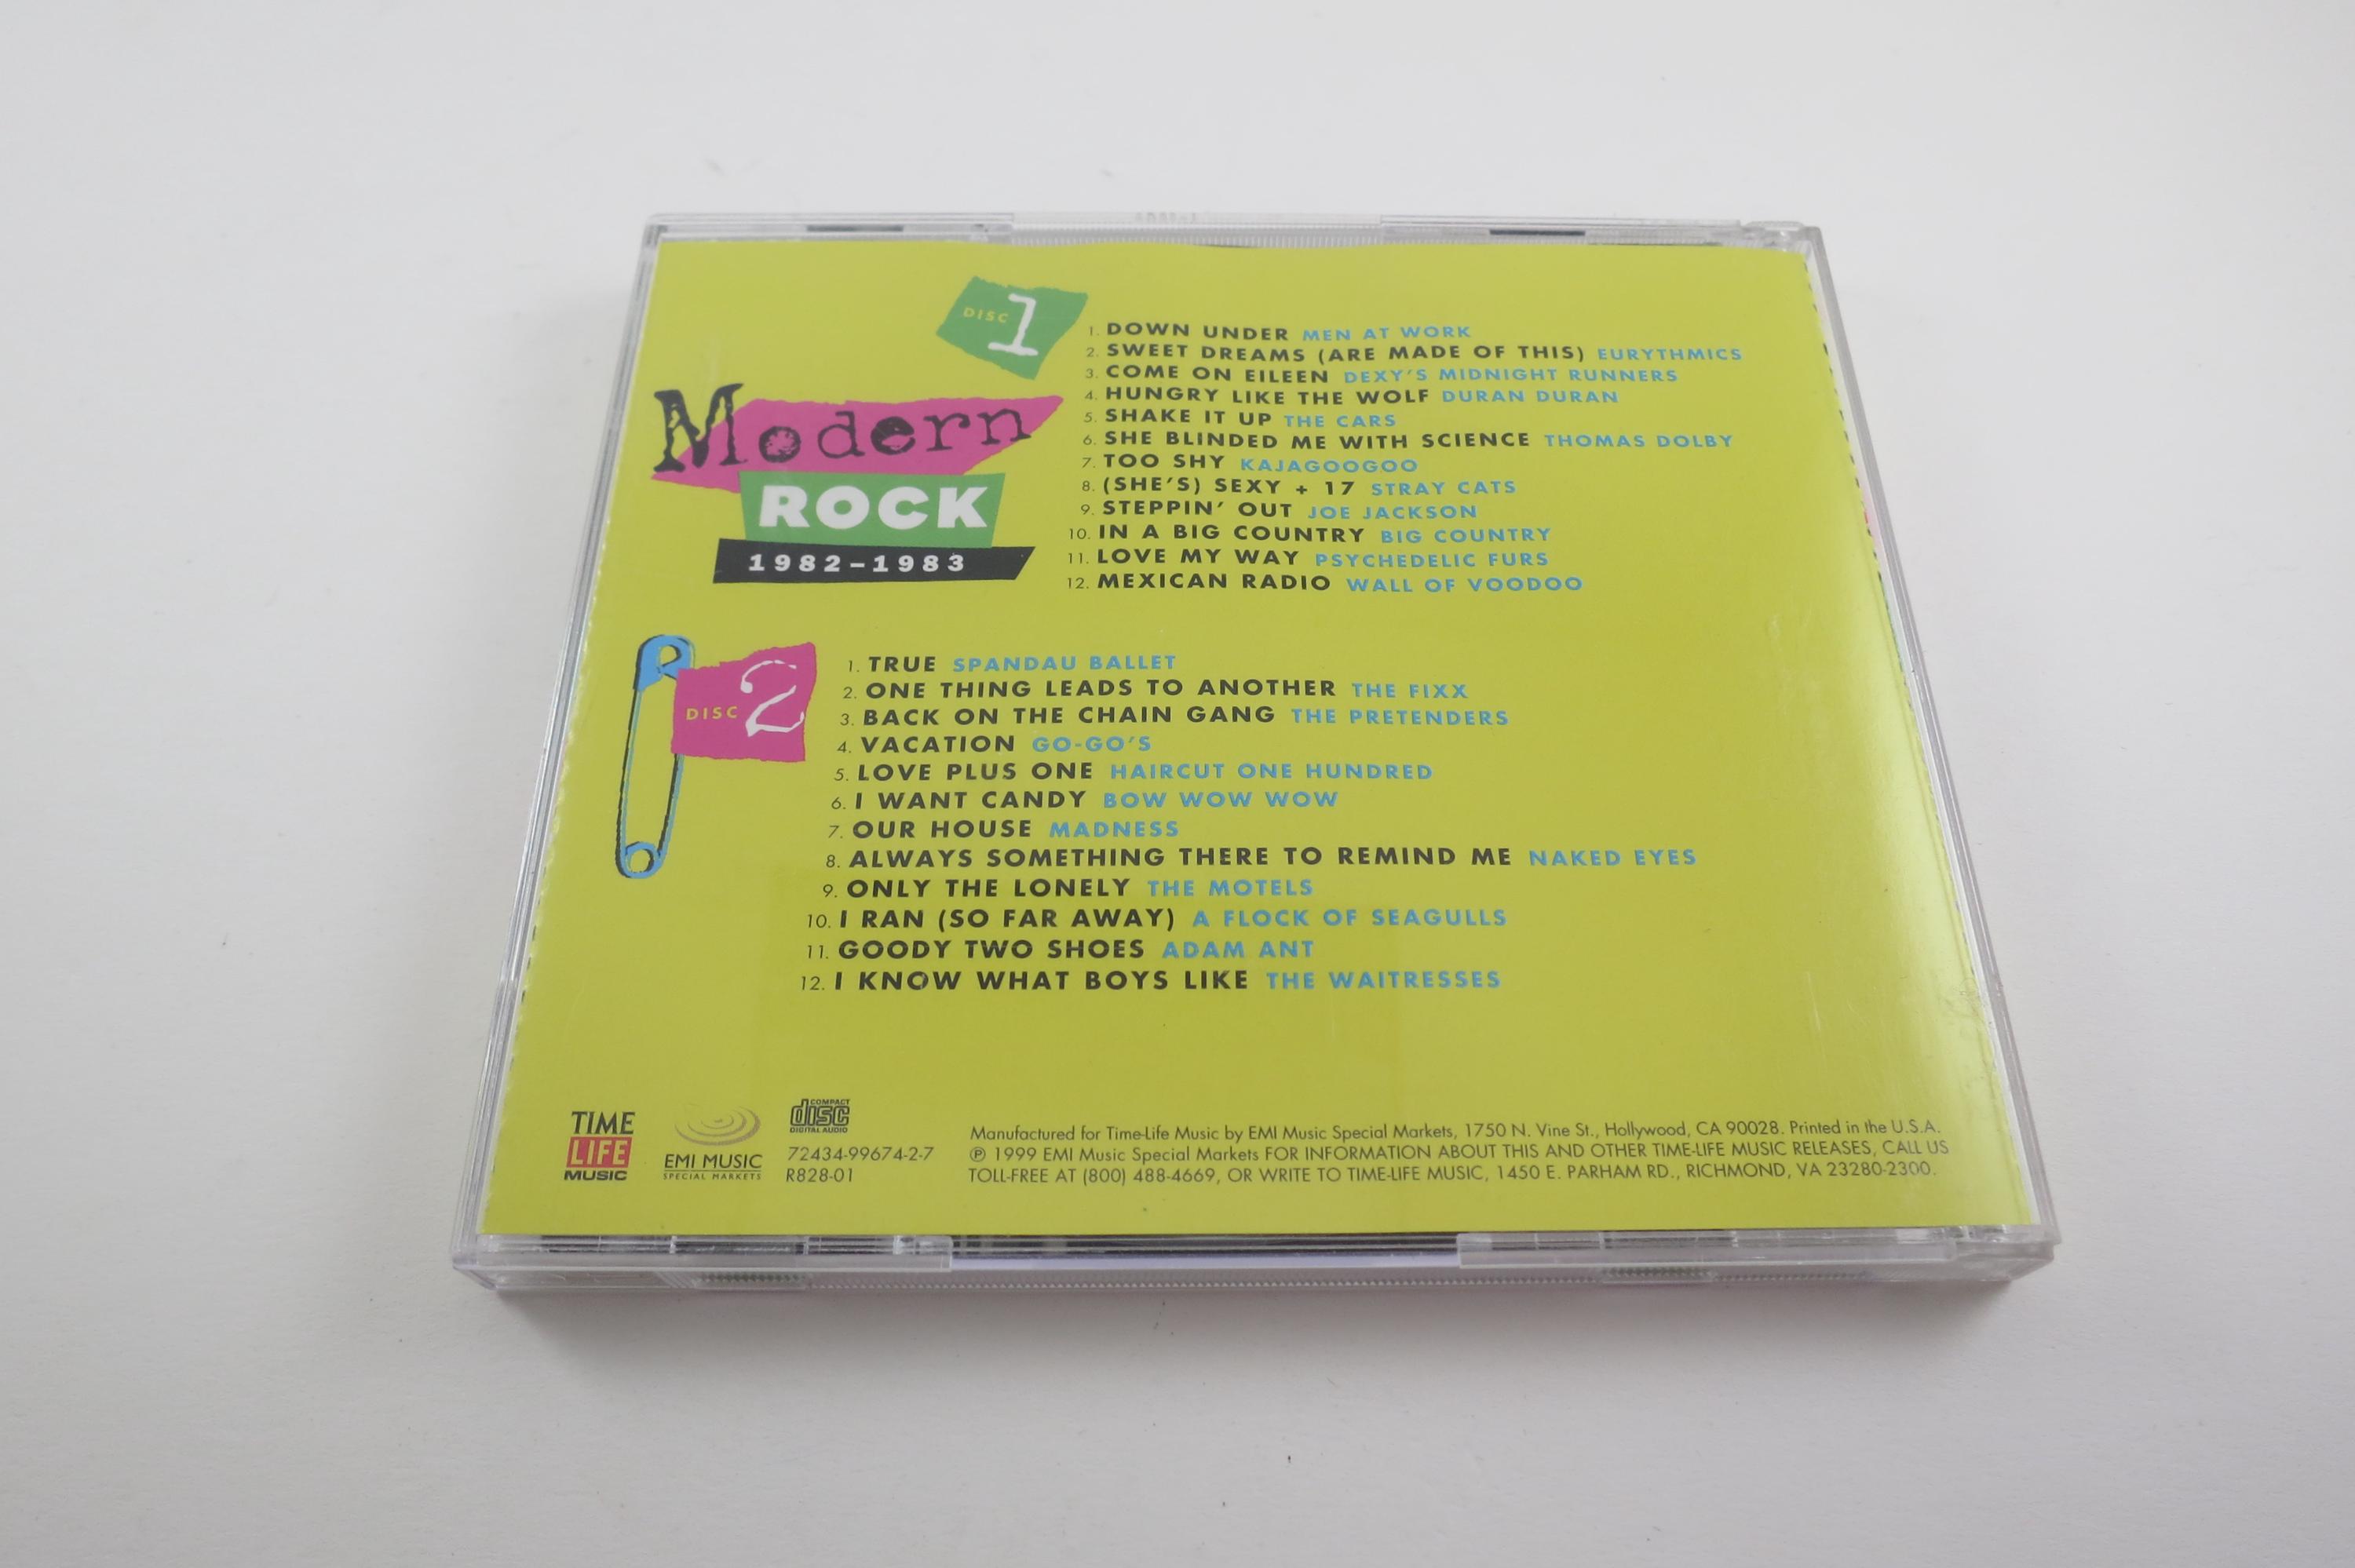 DISC 1
1. DOWN UNDER MEN AT WORK
2. SWEET DREAMS (ARE MADE OF THIS) EURYTHMICS
3. COME ON EILEEN DEXY'S MIDNIGHT RUNNERS
4. HUNGRY LIKE THE WOLF DURAN DURAN
5. SHAKE IT UP THE CARS
6. SHE BLINDED ME WITH SCIENCE THOMAS DOLBY
7. TOO SHY KAJAGOOGOO
8. (SHE'S) SEXY + 17 STRAY CATS
9. STEPPIN' OUT JOE JACKSON
10. IN A BIG COUNTRY BIG COUNTRY
11. LOVE MY WAY PSYCHEDELIC FURS
12. MEXICAN RADIO WALL OF VOODOO
Modern
ROCK
1982-1983
DISC 2
1. TRUE SPANDAU BALLET
2. ONE THING LEADS TO ANOTHER THE FIXX
3. BACK ON THE CHAIN GANG THE PRETENDERS
4. VACATION GO-GO'S
5. LOVE PLUS ONE HAIRCUT ONE HUNDRED
6. I WANT CANDY BOW WOW WOW
7. OUR HOUSE MADNESS
8. ALWAYS SOMETHING THERE TO REMIND ME NAKED EYES
9. ONLY THE LONELY THE MOTELS
10. I RAN (SO FAR AWAY) A FLOCK OF SEAGULLS
11. GOODY TWO SHOES ADAM ANT
12. I KNOW WHAT BOYS LIKE THE WAITRESSES
TIME
LIFE
MUSIC
EMI MUSIC
SPECIAL MARKETS
COMPACT
disc
DIGITAL AUDIO
72434-99674-2-7
R828-01
Manufactured for Time-Life Music by EMI Music Special Markets, 1750 N. Vine St., Hollywood, CA 90028. Printed in the U.S.A.
℗ 1999 EMI Music Special Markets FOR INFORMATION ABOUT THIS AND OTHER TIME-LIFE MUSIC RELEASES, CALL US
TOLL-FREE AT (800) 488-4669, OR WRITE TO TIME-LIFE MUSIC, 1450 E. PARHAM RD., RICHMOND, VA 23280-2300.